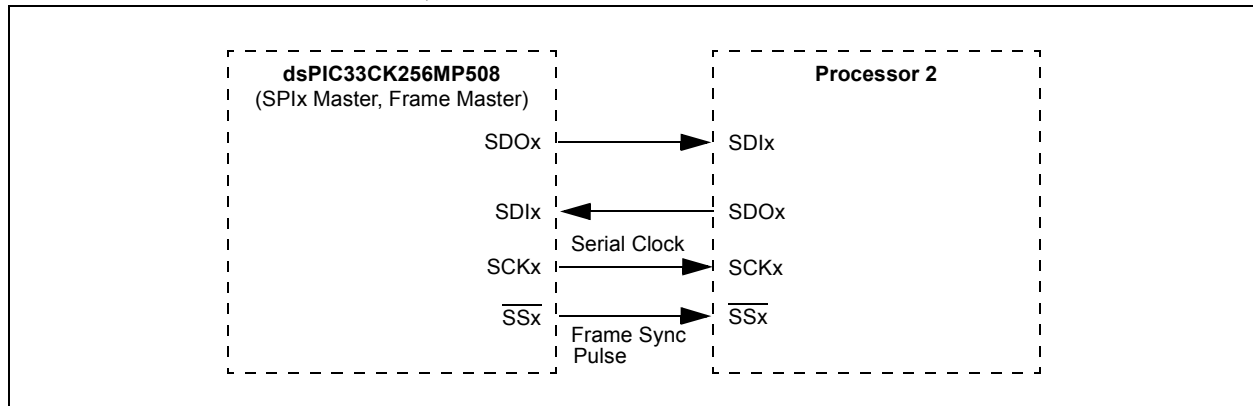 dsPIC33CK256MP508
(SPIx Master, Frame Master)
Processor 2
SDOx
SDIx
SDIx
SDOx
Serial Clock
SCKx
SCKx
SSx
SSx
Frame Sync
Pulse